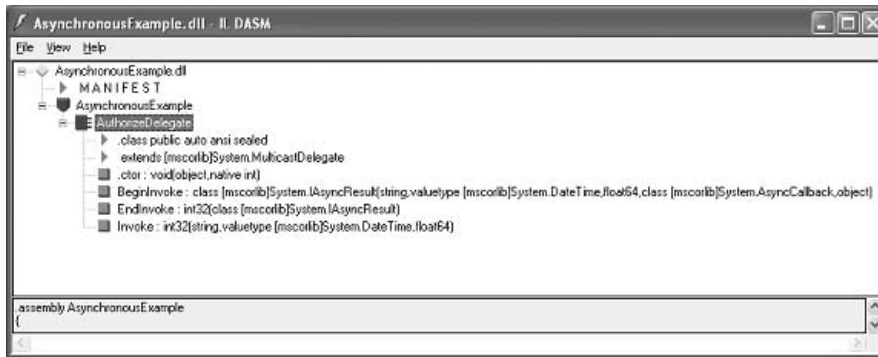 AsynchronousExample.dll - IL DASM
File View Help
AsynchronousExample.dll
M A N I F E S T
AsynchronousExample
AuthorizeDelegate
.class public auto ansi sealed
extends [mscorlib]System.MulticastDelegate
.ctor : void(object,native int)
BeginInvoke : class [mscorlib]System.IAsyncResult(string,valuetype [mscorlib]System.DateTime,float64,class [mscorlib]System.AsyncCallback,object)
EndInvoke : int32(class [mscorlib]System.IAsyncResult)
Invoke : int32(string,valuetype [mscorlib]System.DateTime,float64)
.assembly AsynchronousExample
{